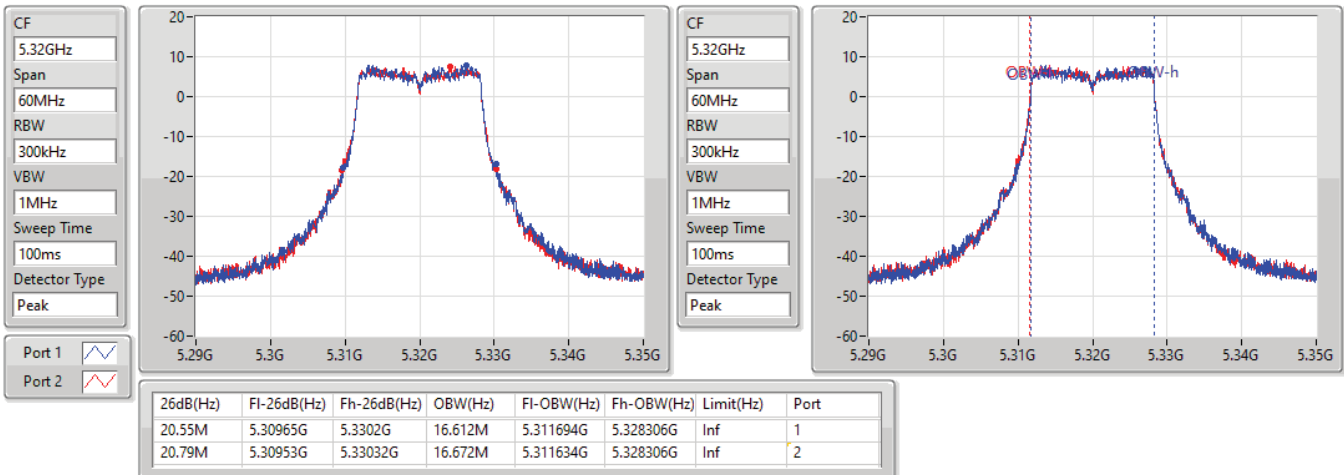 CF
5.32GHz
Span
60MHz
RBW
300kHz
VBW
1MHz
Sweep Time
100ms
Detector Type
Peak
Port 1
Port 2
20
10
0
-10
-20
-30
-40
-50
-60
5.29G 5.3G 5.31G 5.32G 5.33G 5.34G 5.35G
CF
5.32GHz
Span
60MHz
RBW
300kHz
VBW
1MHz
Sweep Time
100ms
Detector Type
Peak
20
10
0
-10
-20
-30
-40
-50
-60
5.29G 5.3G 5.31G 5.32G 5.33G 5.34G 5.35G
26dB(Hz) Fl-26dB(Hz) Fh-26dB(Hz) OBW(Hz) Fl-OBW(Hz) Fh-OBW(Hz) Limit(Hz) Port
20.55M 5.30965G 5.3302G 16.612M 5.311694G 5.328306G Inf 1
20.79M 5.30953G 5.33032G 16.672M 5.311634G 5.328306G Inf 2